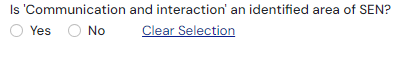 Is 'Communication and interaction' an identified area of SEN?
Yes No Clear Selection